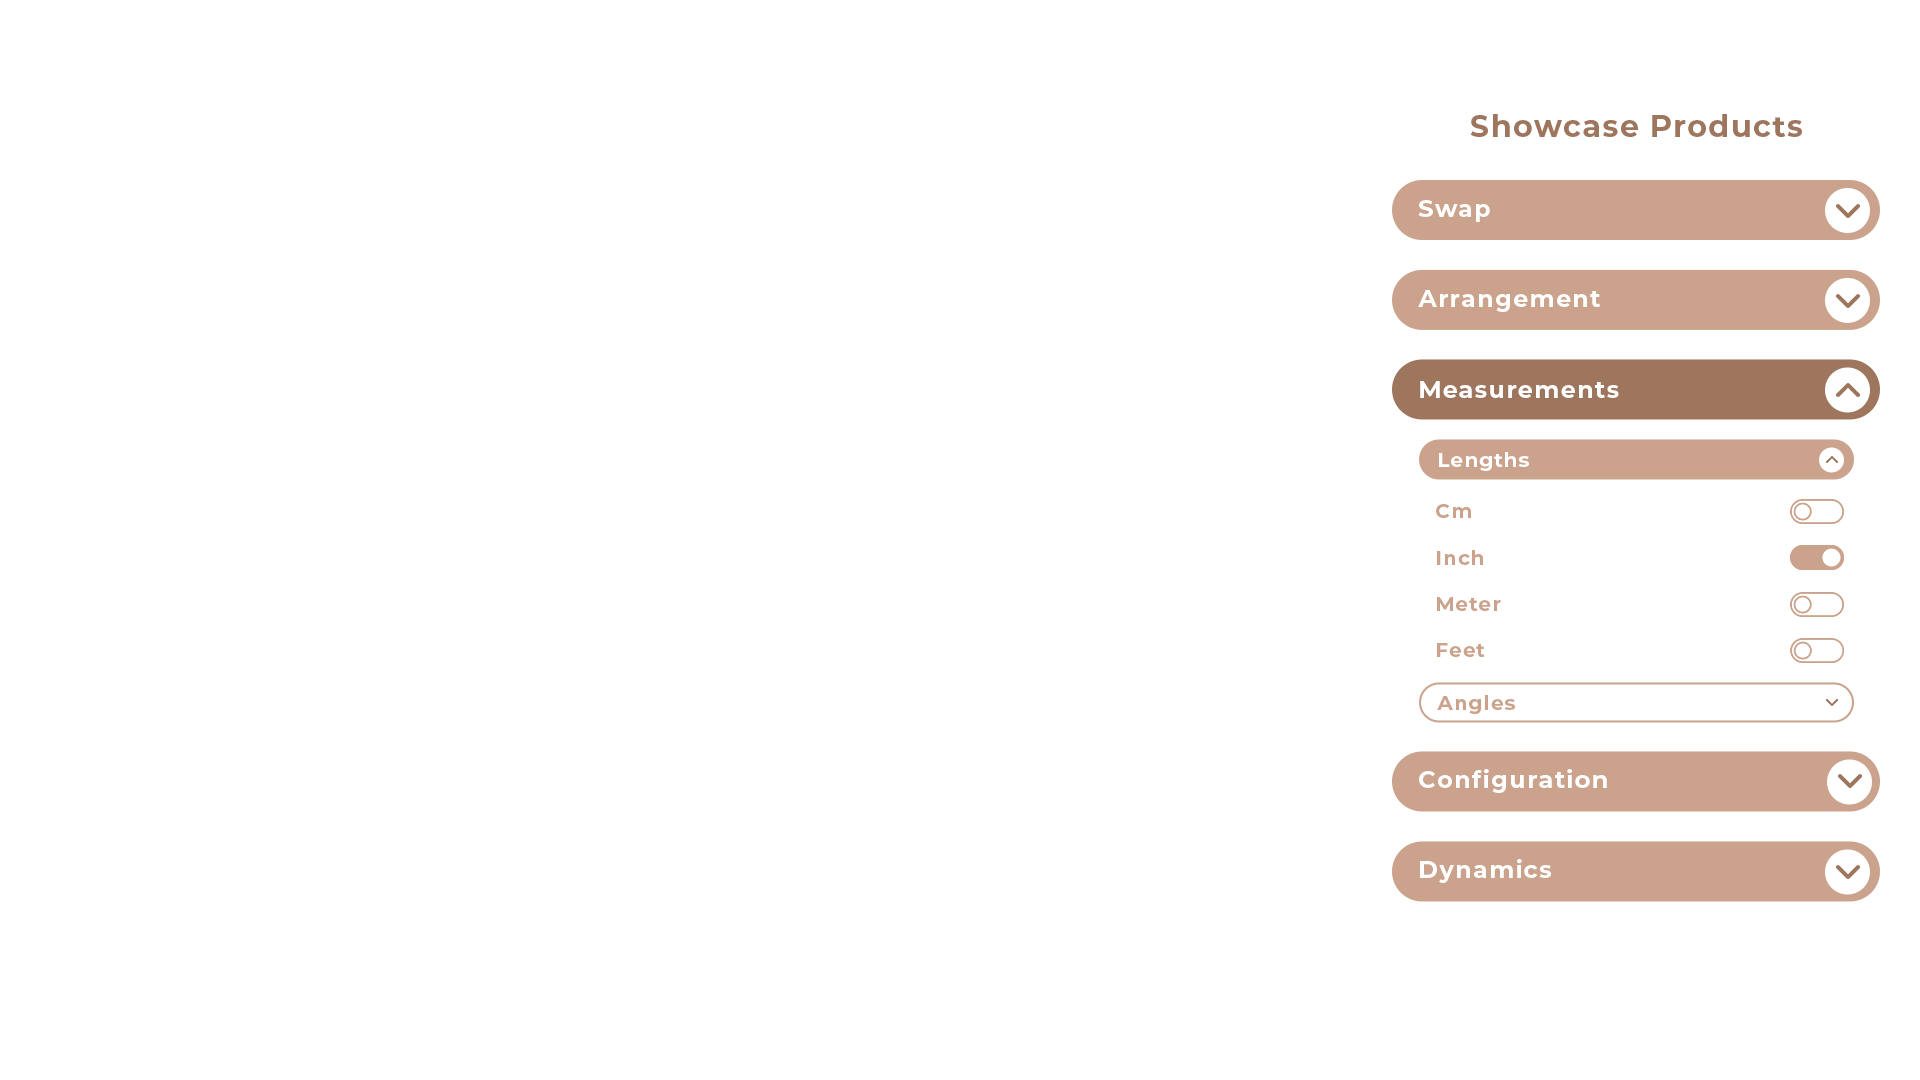 Showcase Products
Swap
Arrangement
Measurements
Lengths
Cm
Inch
Meter
Feet
Angles
Configuration
Dynamics